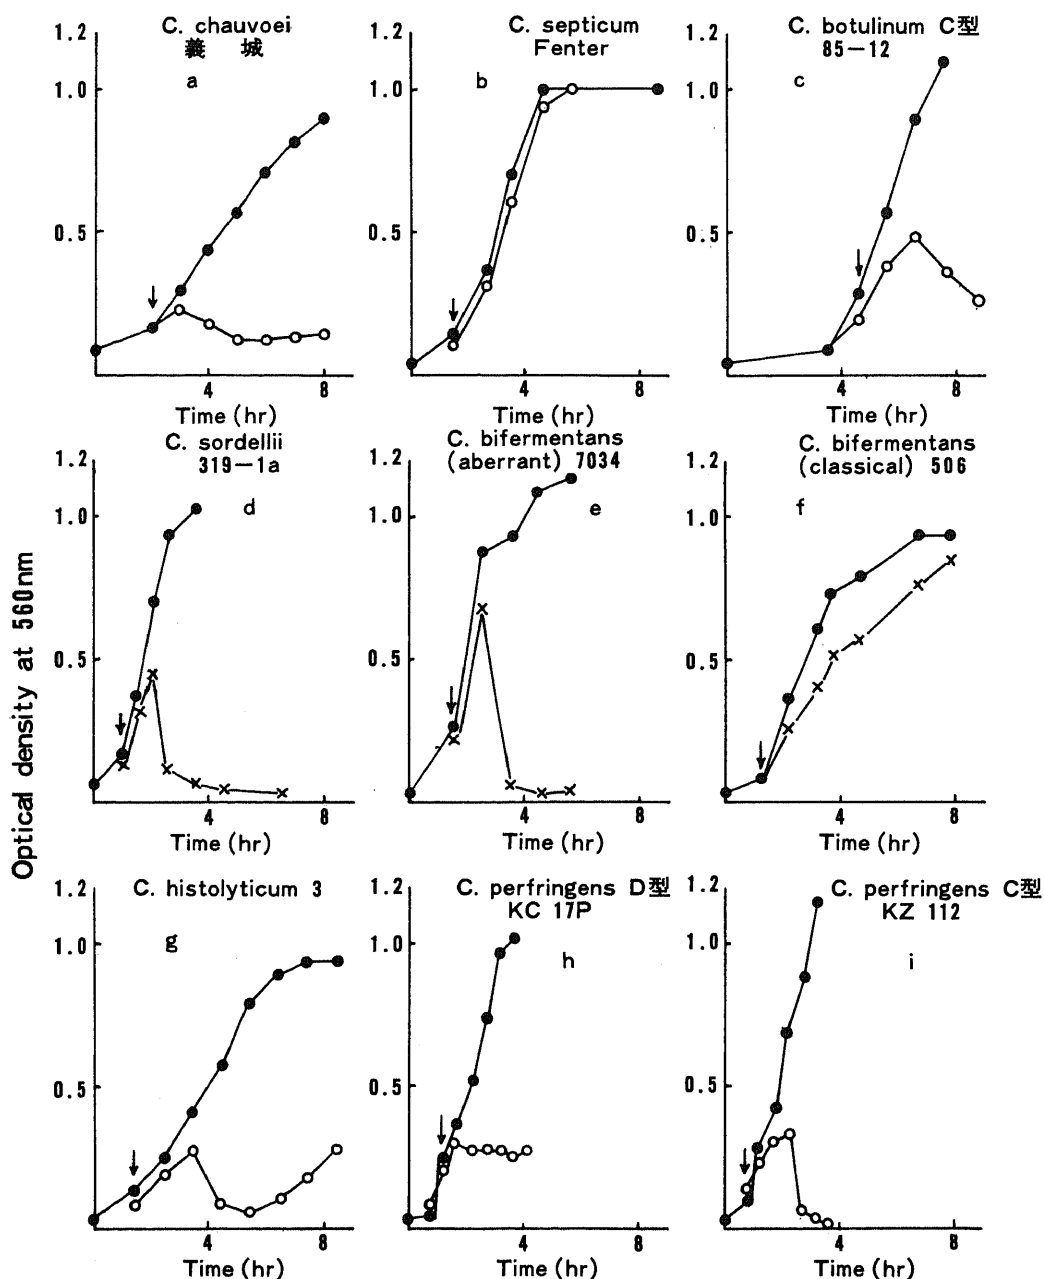 C. chauvoei
義 城
a
1.2
1.0
0.5
4
8
Time (hr)
C. septicum
Fenter
b
1.2
1.0
0.5
4
8
Time (hr)
C. botulinum C型
85-12
c
1.2
1.0
0.5
4
8
Time (hr)
Optical density at 560nm
C. sordellii
319-1a
d
1.2
1.0
0.5
4
8
Time (hr)
C. bifermentans
(aberrant) 7034
e
1.2
1.0
0.5
4
8
Time (hr)
C. bifermentans
(classical) 506
f
1.2
1.0
0.5
4
8
Time (hr)
C. histolyticum 3
g
1.2
1.0
0.5
4
8
Time (hr)
C. perfringens D型
KC 17P
h
1.2
1.0
0.5
4
8
Time (hr)
C. perfringens C型
KZ 112
i
1.2
1.0
0.5
4
8
Time (hr)